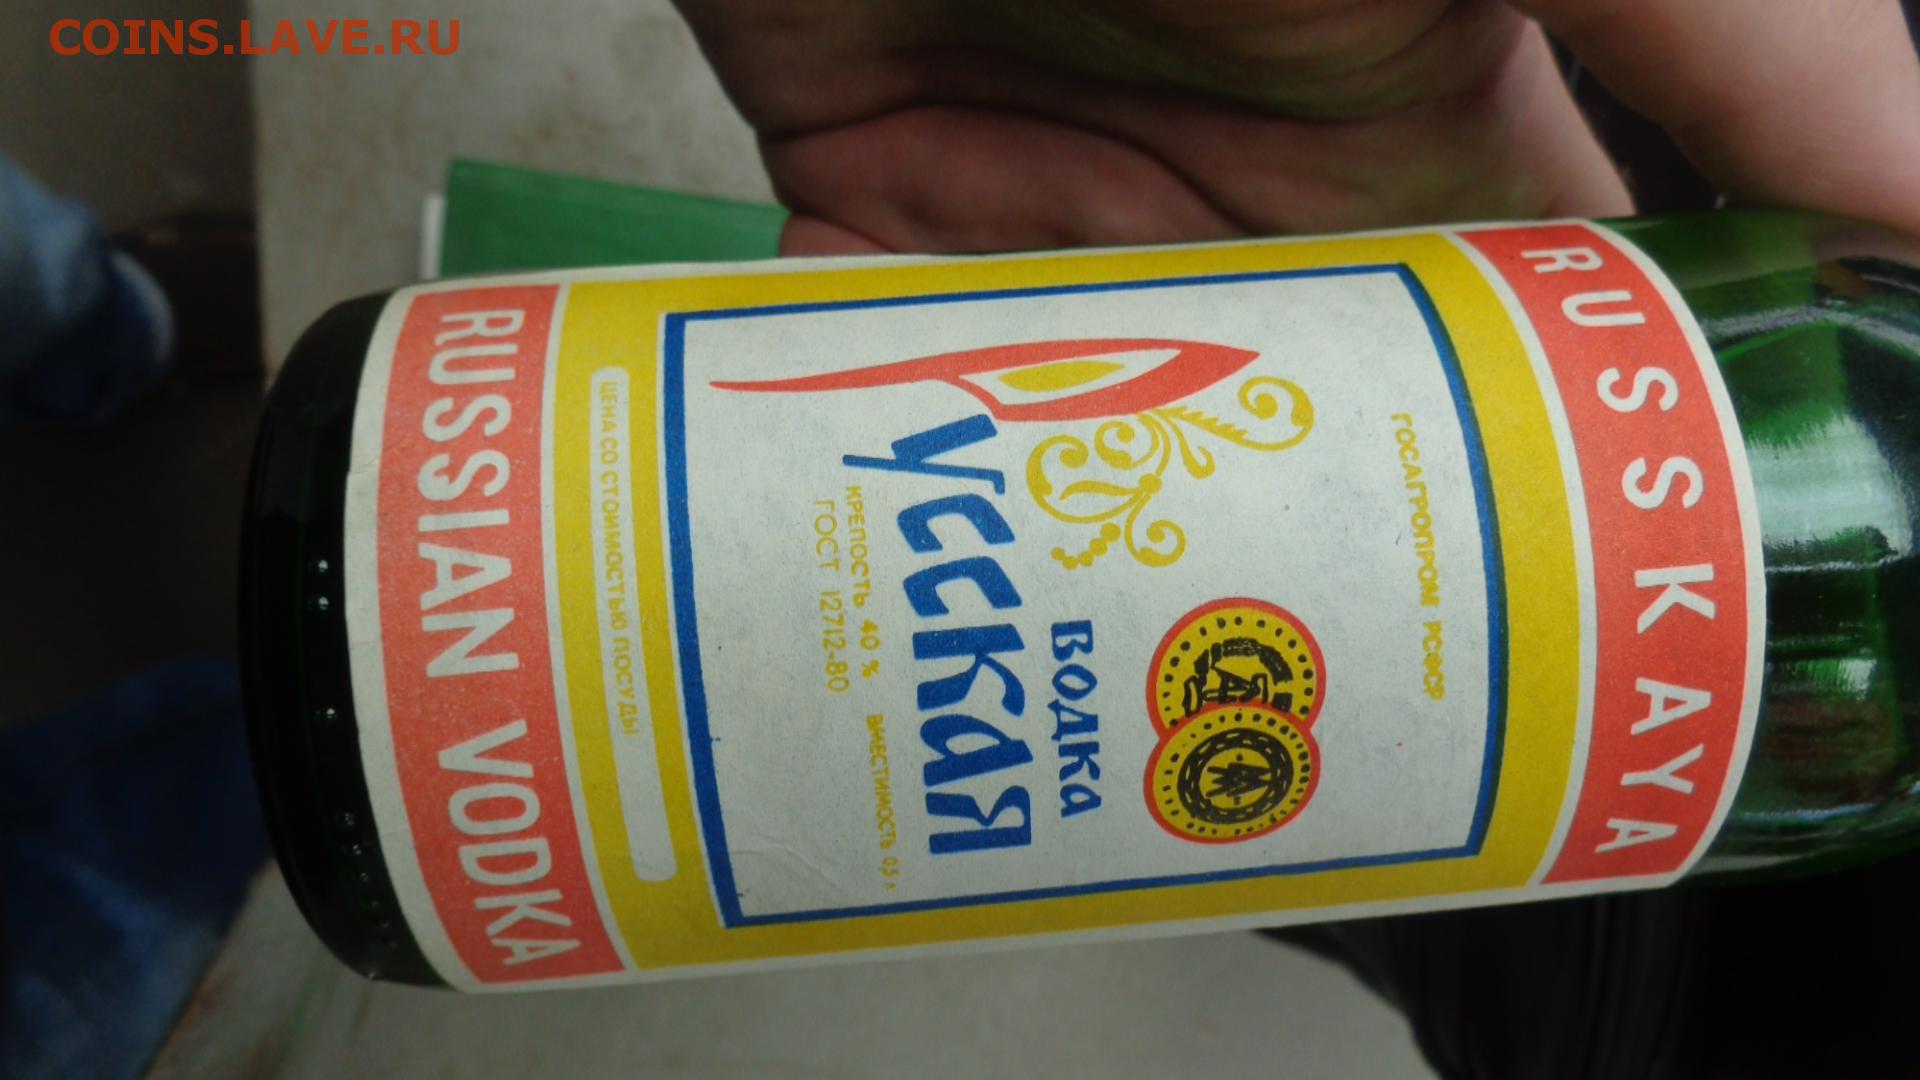 COINS.LAVE.RU
RUSSKAYA
ГОСАГРОПРОМ РСФСР
ВОДКА
Русская
КРЕПОСТЬ 40 % ВМЕСТИМОСТЬ 0,5 л
ГОСТ 12712-80
ЦЕНА СО СТОИМОСТЬЮ ПОСУДЫ
RUSSIAN VODKA